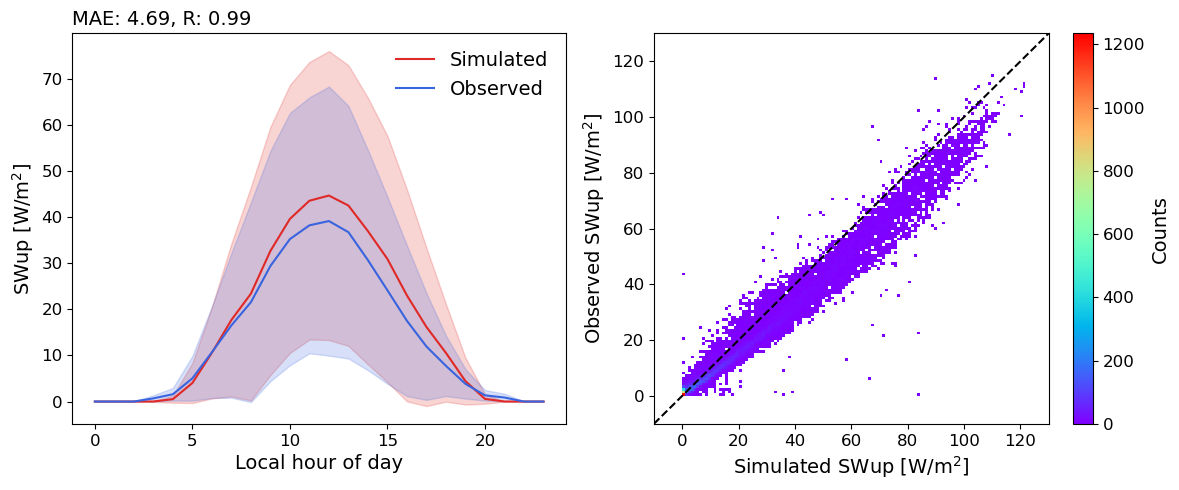 MAE: 4.69, R: 0.99
Simulated
Observed
SWup [W/m²]
70
60
50
40
30
20
10
0
0 5 10 15 20
Local hour of day
Observed SWup [W/m²]
120
100
80
60
40
20
0
0 20 40 60 80 100 120
Simulated SWup [W/m²]
1200
1000
800
600
400
200
0
Counts